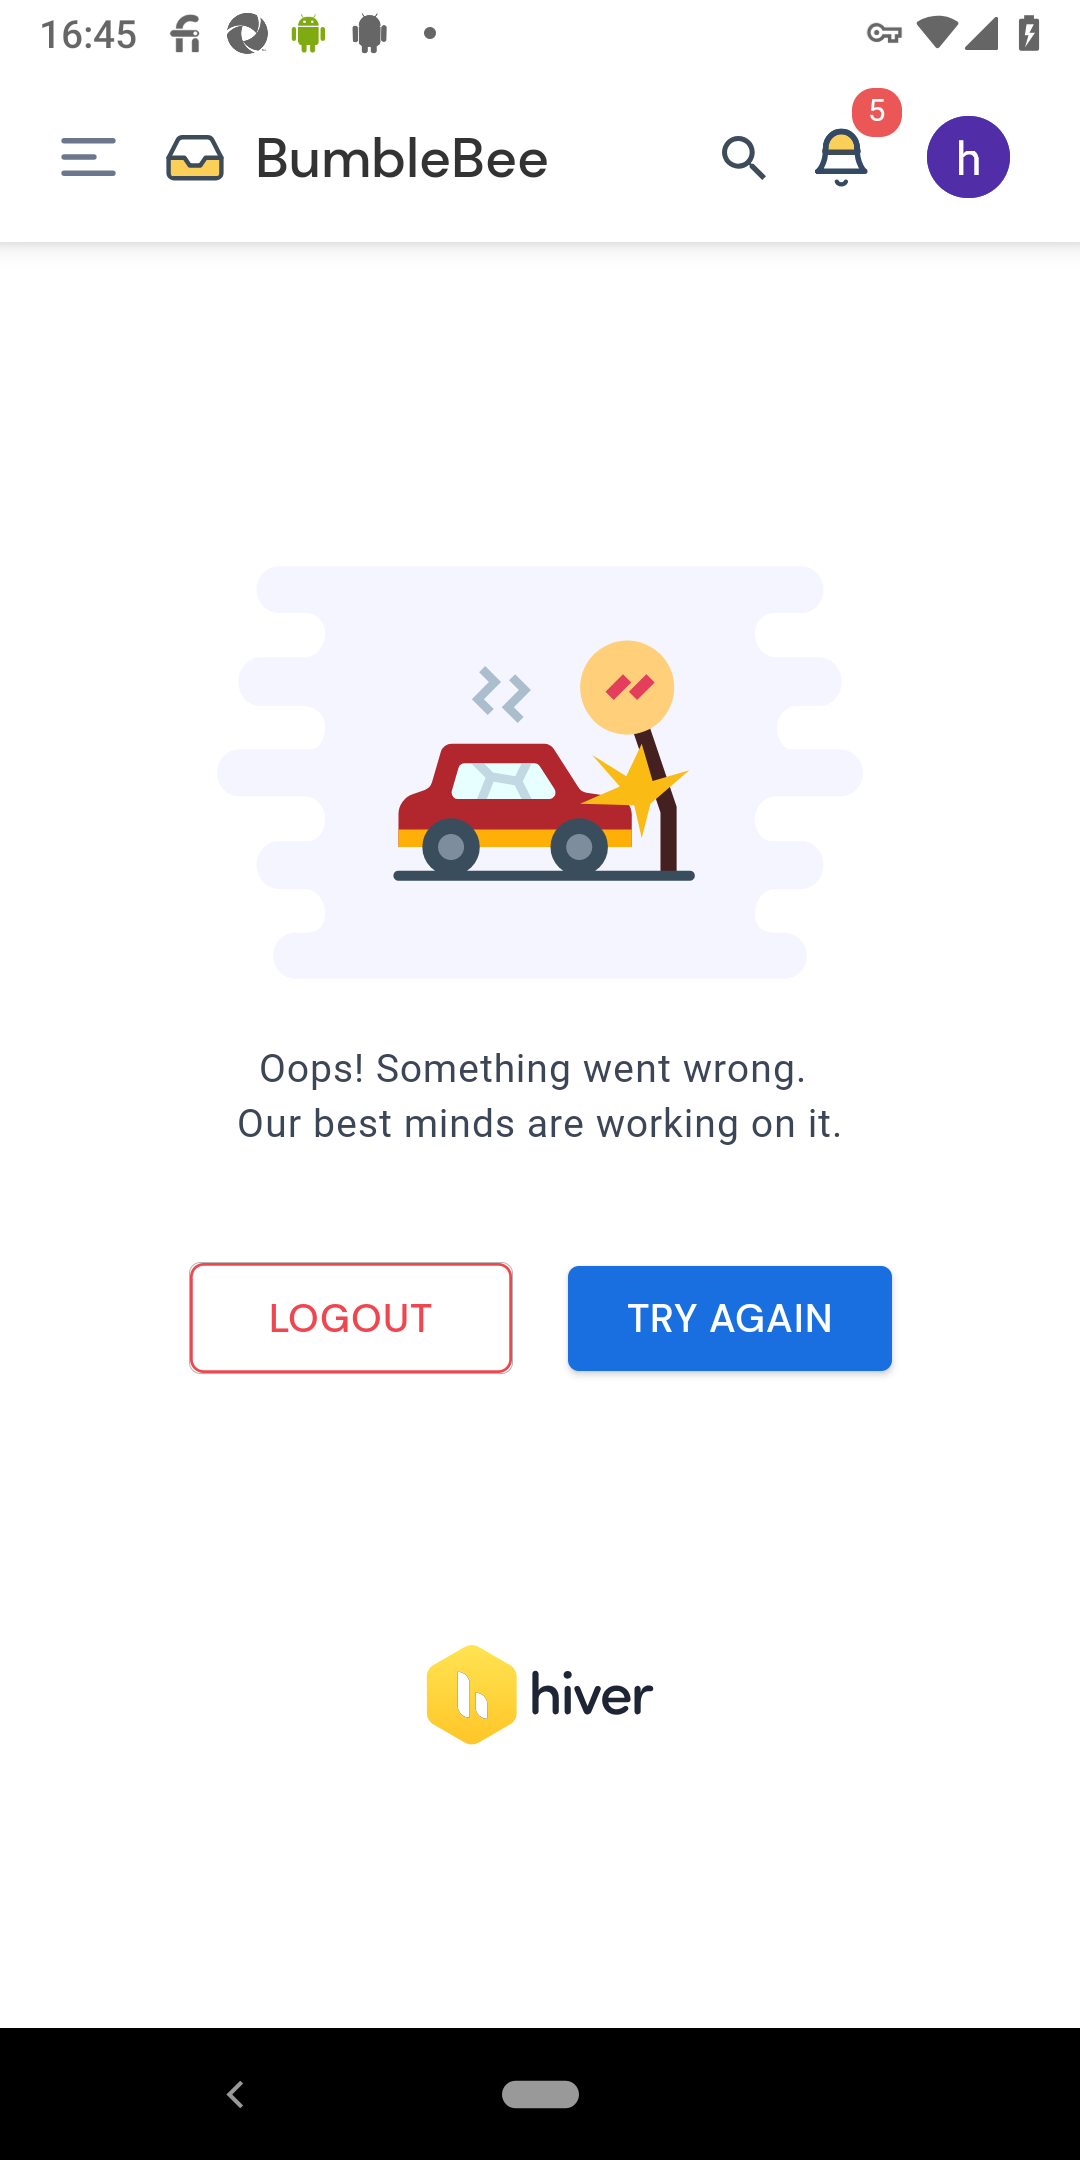 16:45
BumbleBee
5
h
Oops! Something went wrong.
Our best minds are working on it.
LOGOUT
TRY AGAIN
hiver